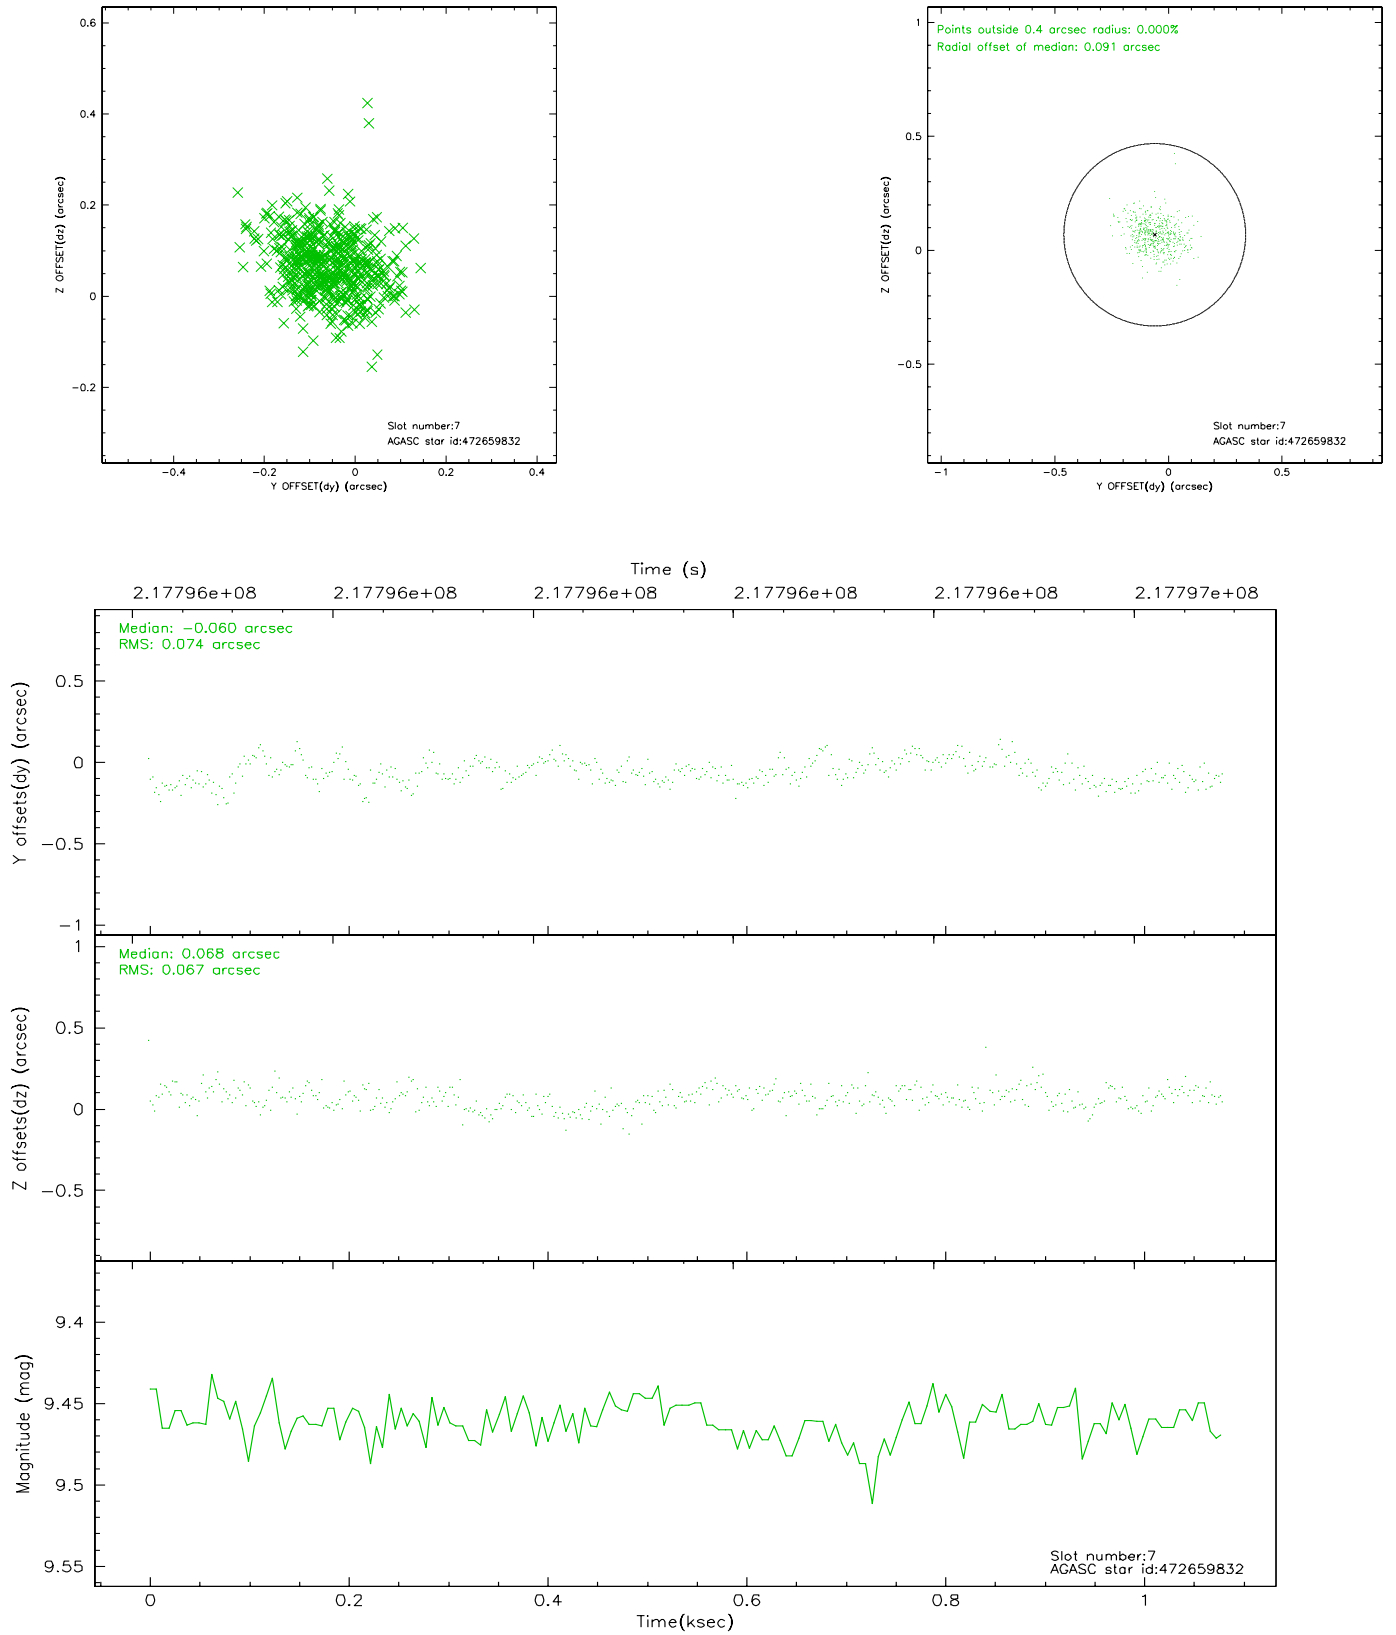 0.6
0.4
0.2
0
−0.2
Z OFFSET(dz) (arcsec)
Slot number:7
AGASC star id:472659832
−0.4 −0.2 0 0.2 0.4
Y OFFSET(dy) (arcsec)
Points outside 0.4 arcsec radius: 0.000%
Radial offset of median: 0.091 arcsec
1
0.5
0
−0.5
Z OFFSET(dz) (arcsec)
Slot number:7
AGASC star id:472659832
−1 −0.5 0 0.5
Y OFFSET(dy) (arcsec)
Time (s)
2.17796e+08 2.17796e+08 2.17796e+08 2.17796e+08 2.17796e+08 2.17797e+08
Median: −0.060 arcsec
RMS: 0.074 arcsec
0.5
0
−0.5
−1
Y offsets(dy) (arcsec)
Median: 0.068 arcsec
RMS: 0.067 arcsec
1
0.5
0
−0.5
Z offsets(dz) (arcsec)
9.4
9.45
9.5
9.55
Magnitude (mag)
Slot number:7
AGASC star id:472659832
0 0.2 0.4 0.6 0.8 1
Time(ksec)